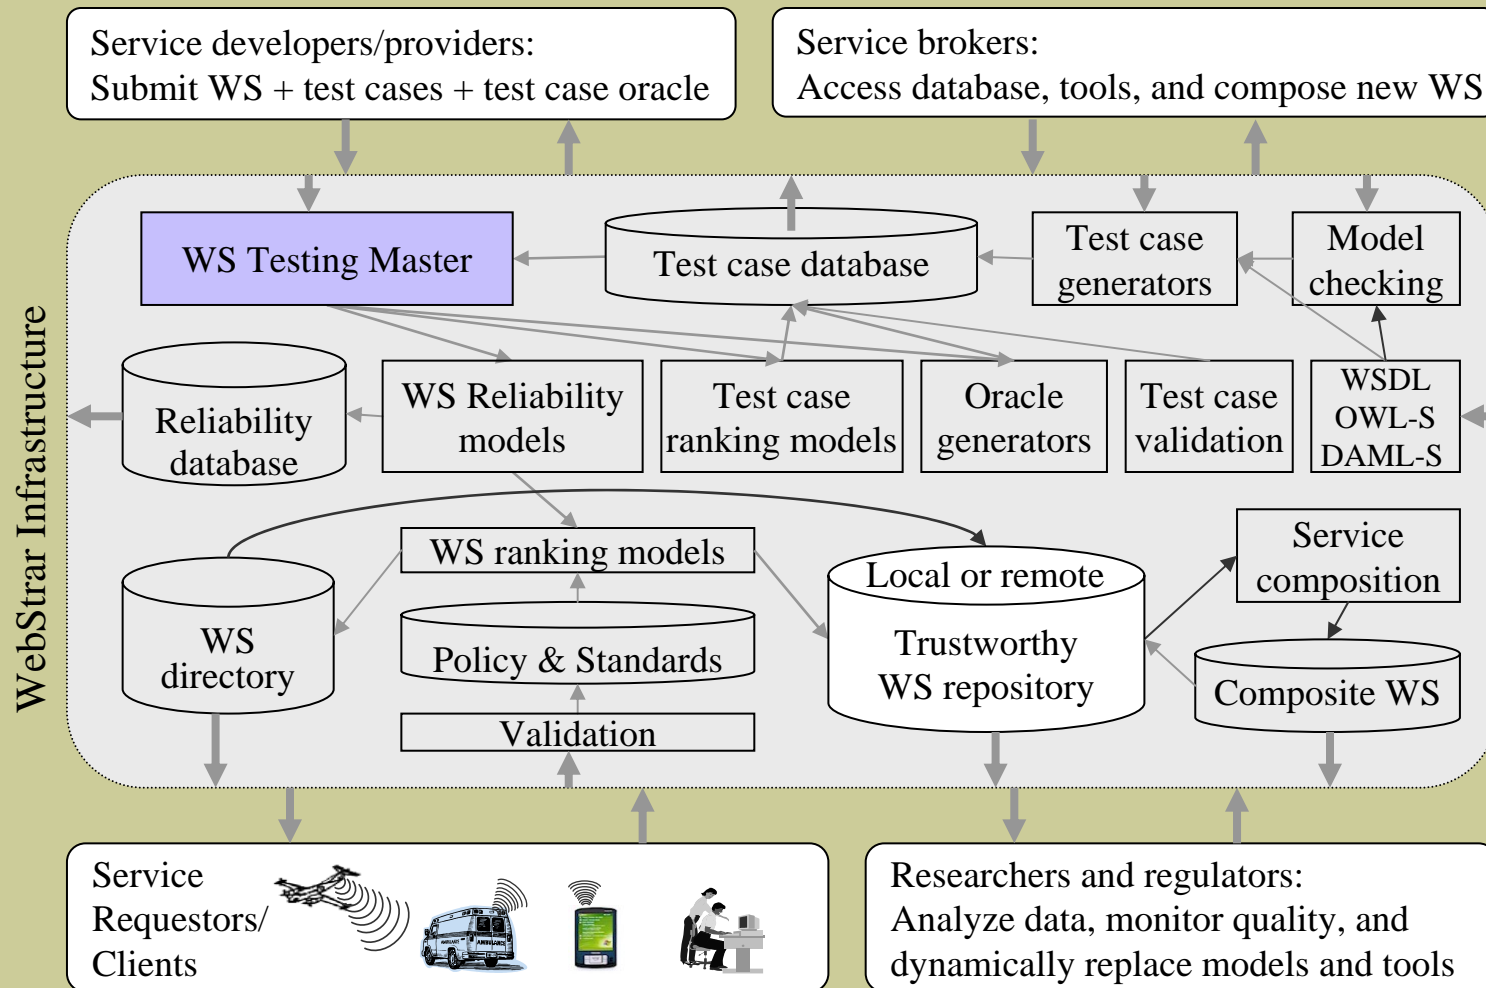 Service developers/providers:
Submit WS + test cases + test case oracle
Service brokers:
Access database, tools, and compose new WS
WebStrar Infrastructure
WS Testing Master
Test case database
Test case
generators
Model
checking
Reliability
database
WS Reliability
models
Test case
ranking models
Oracle
generators
Test case
validation
WSDL
OWL-S
DAML-S
WS ranking models
WS
directory
Policy & Standards
Validation
Local or remote
Trustworthy
WS repository
Service
composition
Composite WS
Service
Requestors/
Clients
AMBULANCE
Researchers and regulators:
Analyze data, monitor quality, and
dynamically replace models and tools